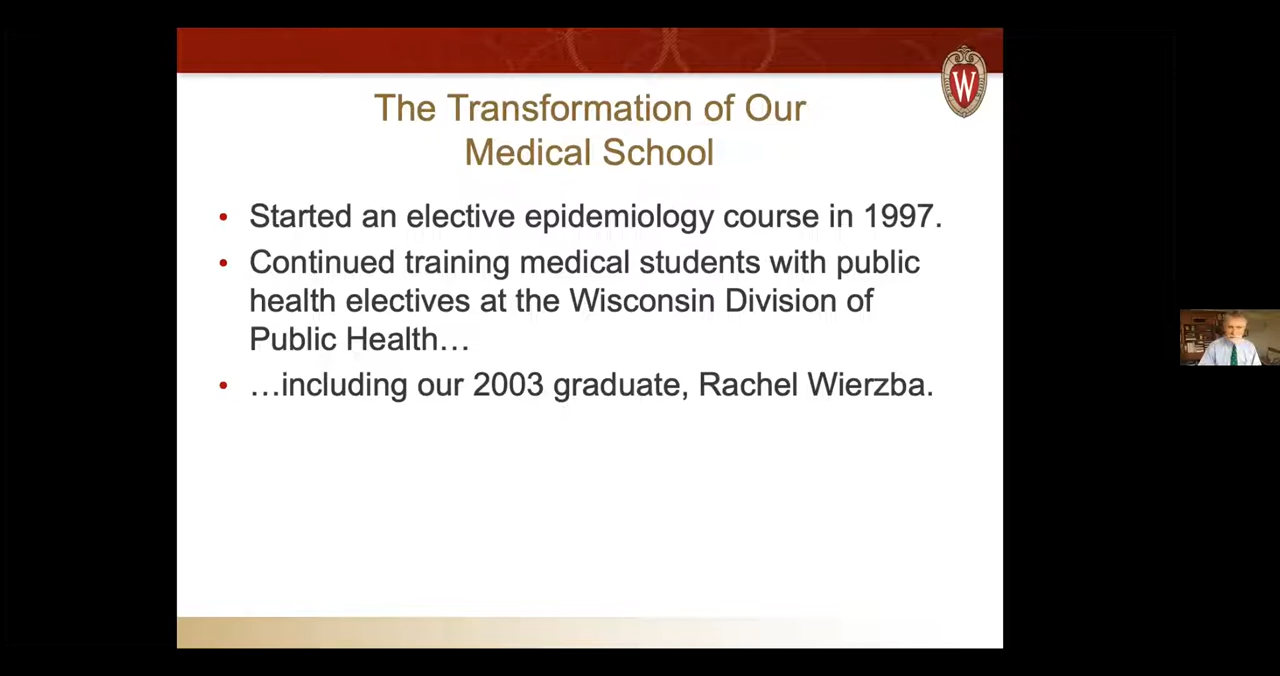 W
The Transformation of Our
Medical School
• Started an elective epidemiology course in 1997.
• Continued training medical students with public
health electives at the Wisconsin Division of
Public Health…
• …including our 2003 graduate, Rachel Wierzba.